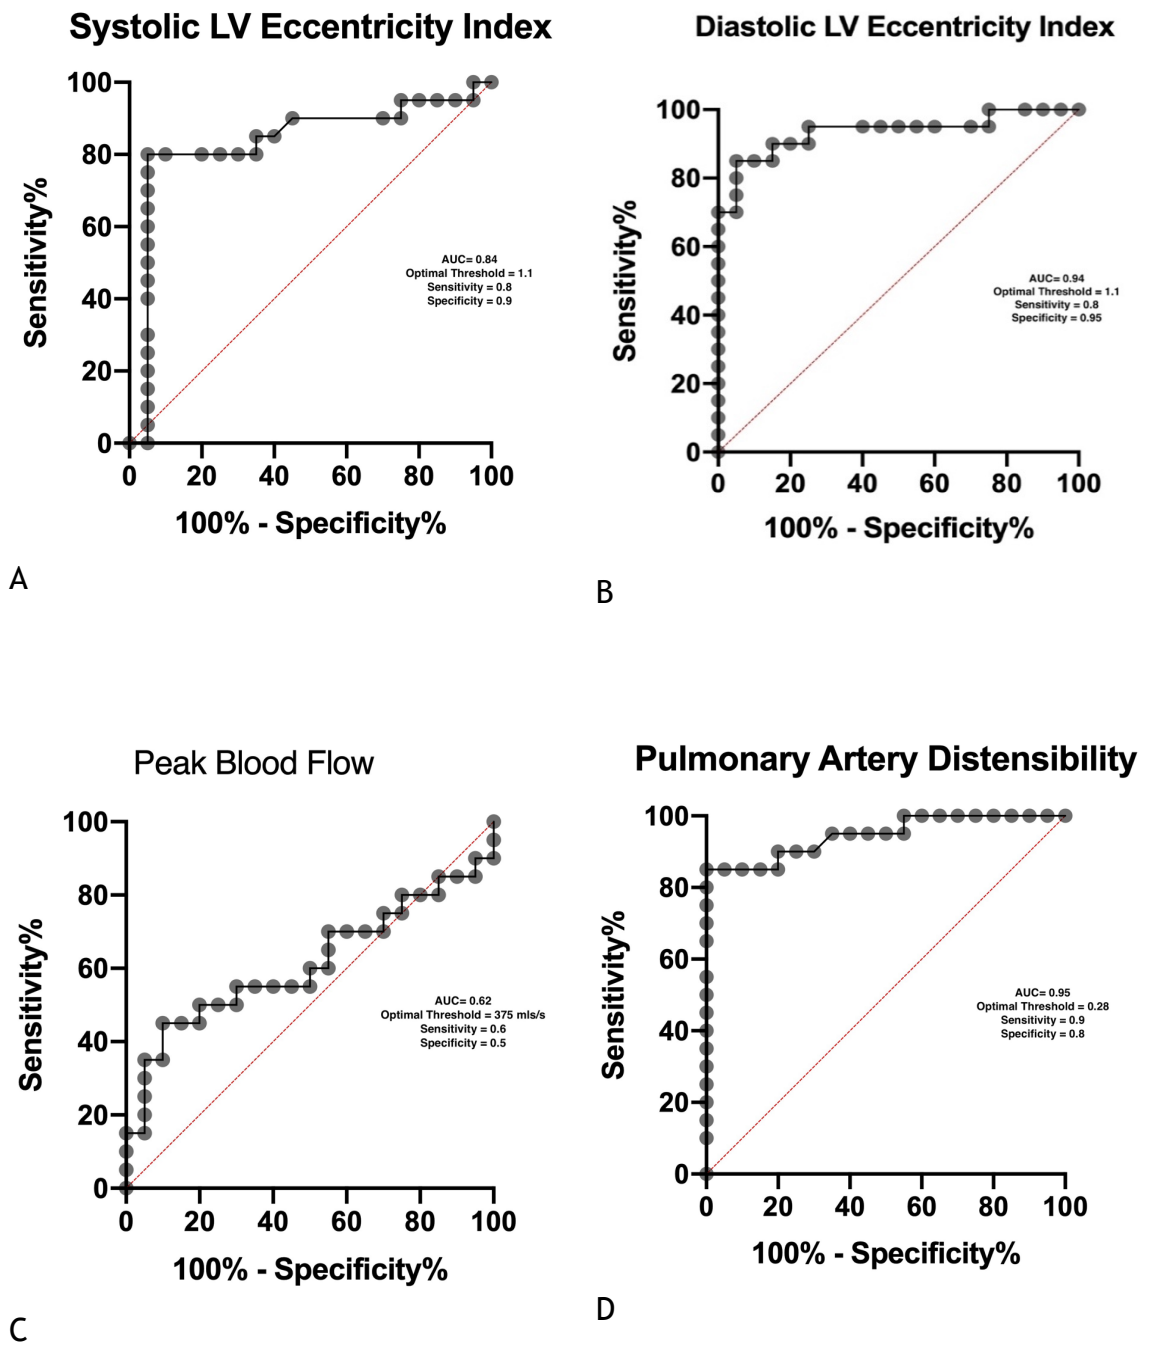 Systolic LV Eccentricity Index
100
80
60
40
20
0
0 20 40 60 80 100
Sensitivity%
100% - Specificity%
AUC= 0.84
Optimal Threshold = 1.1
Sensitivity = 0.8
Specificity = 0.9
A
Diastolic LV Eccentricity Index
100
80
60
40
20
0
0 20 40 60 80 100
Sensitivity%
100% - Specificity%
AUC= 0.94
Optimal Threshold = 1.1
Sensitivity = 0.8
Specificity = 0.95
B
Peak Blood Flow
100
80
60
40
20
0
0 20 40 60 80 100
Sensitivity%
100% - Specificity%
AUC= 0.62
Optimal Threshold = 375 mls/s
Sensitivity = 0.6
Specificity = 0.5
C
Pulmonary Artery Distensibility
100
80
60
40
20
0
0 20 40 60 80 100
Sensitivity%
100% - Specificity%
AUC= 0.95
Optimal Threshold = 0.28
Sensitivity = 0.9
Specificity = 0.8
D